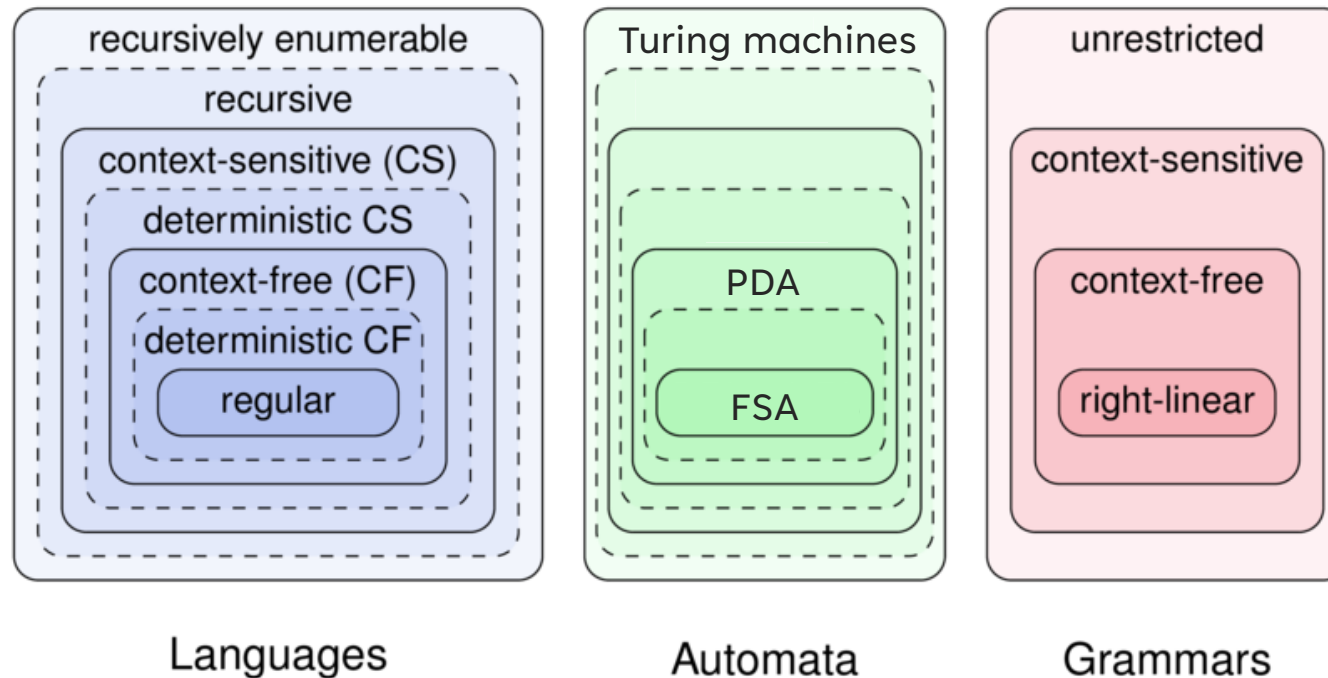 recursively enumerable
recursive
context-sensitive (CS)
deterministic CS
context-free (CF)
deterministic CF
regular
Languages
Turing machines
PDA
FSA
Automata
unrestricted
context-sensitive
context-free
right-linear
Grammars